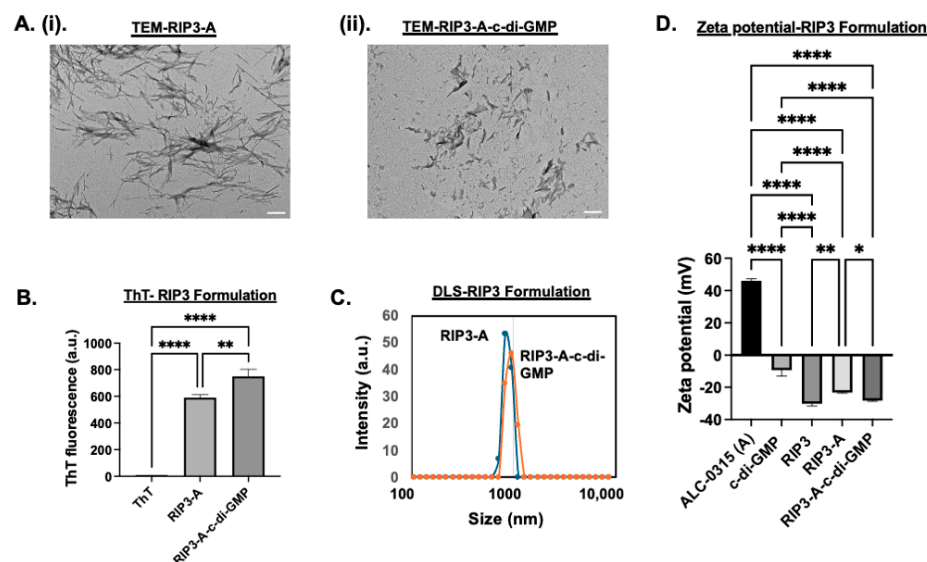 A. (i). TEM-RIP3-A
(ii). TEM-RIP3-A-c-di-GMP
D. Zeta potential-RIP3 Formulation
****
****
****
****
****
****
**** ** *
Zeta potential (mV)
60
40
20
0
-20
-40
ALC-0315 (A)
c-di-GMP
RIP3
RIP3-A
RIP3-A-c-di-GMP
B. ThT- RIP3 Formulation
****
**** **
ThT fluorescence (a.u.)
1000
800
600
400
200
0
ThT
RIP3-A
RIP3-A-c-di-GMP
C. DLS-RIP3 Formulation
Intensity (a.u.)
60
50
40
30
20
10
0
RIP3-A
RIP3-A-c-di-
GMP
100 1000 10,000
Size (nm)